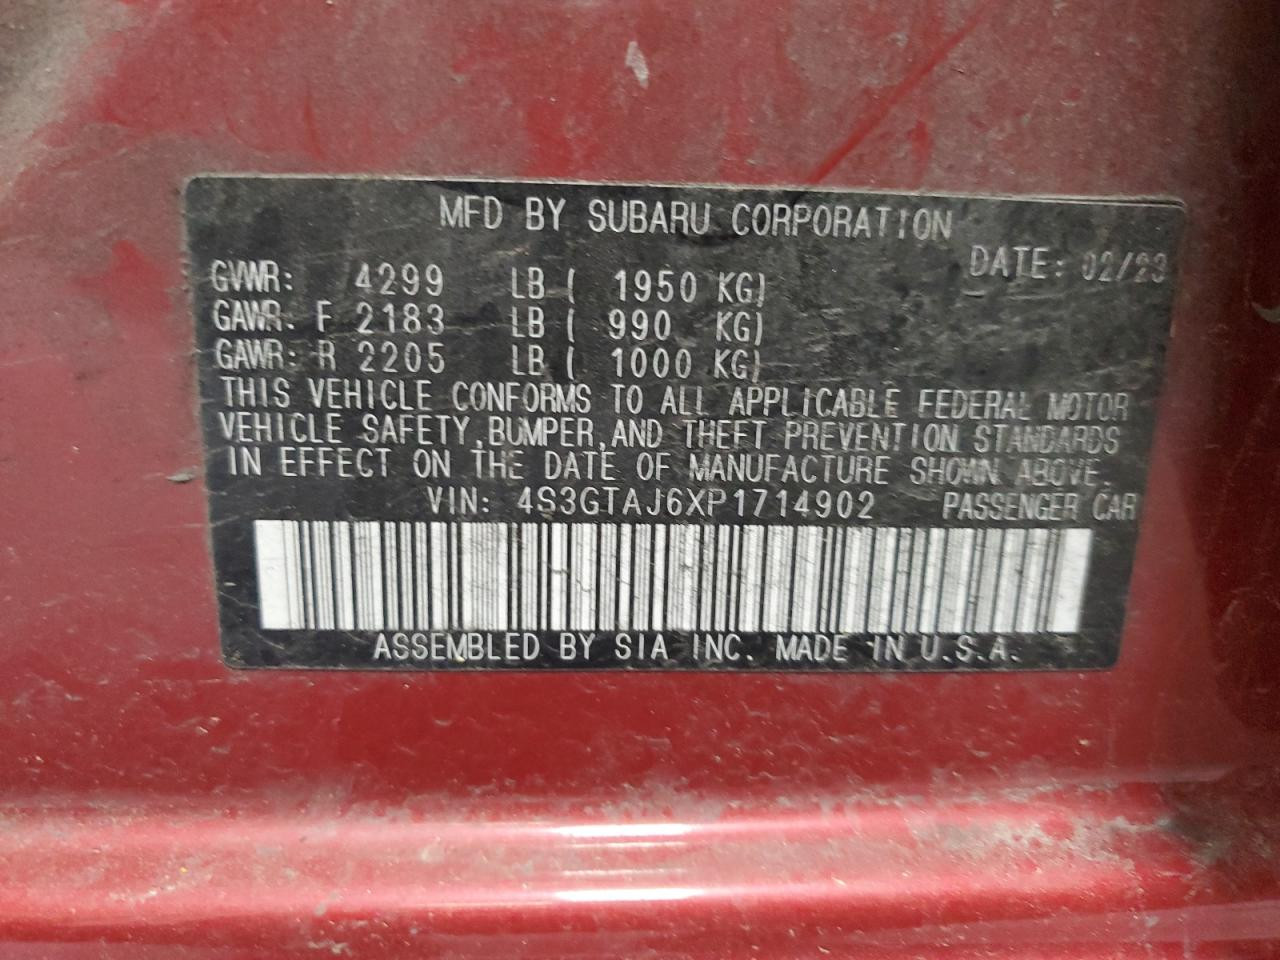 MFD BY SUBARU CORPORATION
DATE: 02/23
GVWR: 4299 LB ( 1950 KG)
GAWR: F 2183 LB ( 990 KG)
GAWR: R 2205 LB ( 1000 KG)
THIS VEHICLE CONFORMS TO ALL APPLICABLE FEDERAL MOTOR
VEHICLE SAFETY,BUMPER,AND THEFT PREVENTION STANDARDS
IN EFFECT ON THE DATE OF MANUFACTURE SHOWN ABOVE.
VIN: 4S3GTAJ6XP1714902 PASSENGER CAR
ASSEMBLED BY SIA INC. MADE IN U.S.A.